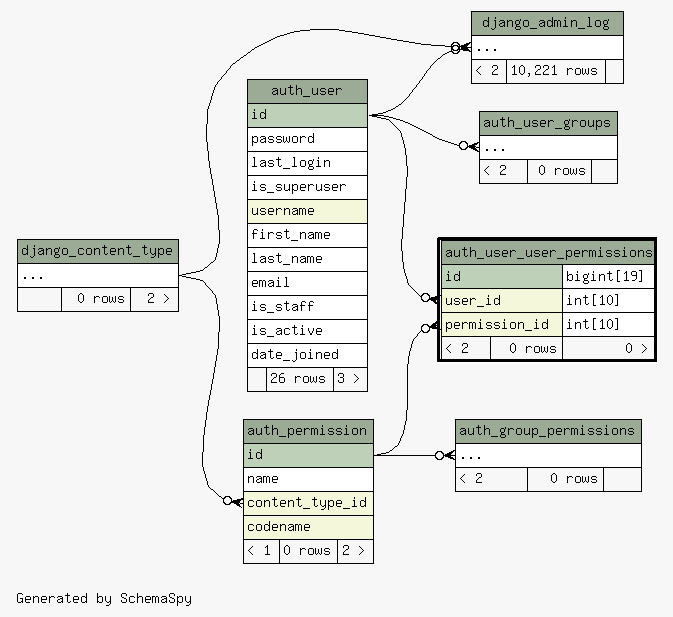 django_admin_log
...
< 2 10,221 rows
auth_user
id
password
last_login
is_superuser
username
first_name
last_name
email
is_staff
is_active
date_joined
26 rows 3 >
auth_user_groups
...
< 2 0 rows
django_content_type
...
0 rows 2 >
auth_user_user_permissions
id bigint[19]
user_id int[10]
permission_id int[10]
< 2 0 rows 0 >
auth_permission
id
name
content_type_id
codename
< 1 0 rows 2 >
auth_group_permissions
...
< 2 0 rows
Generated by SchemaSpy